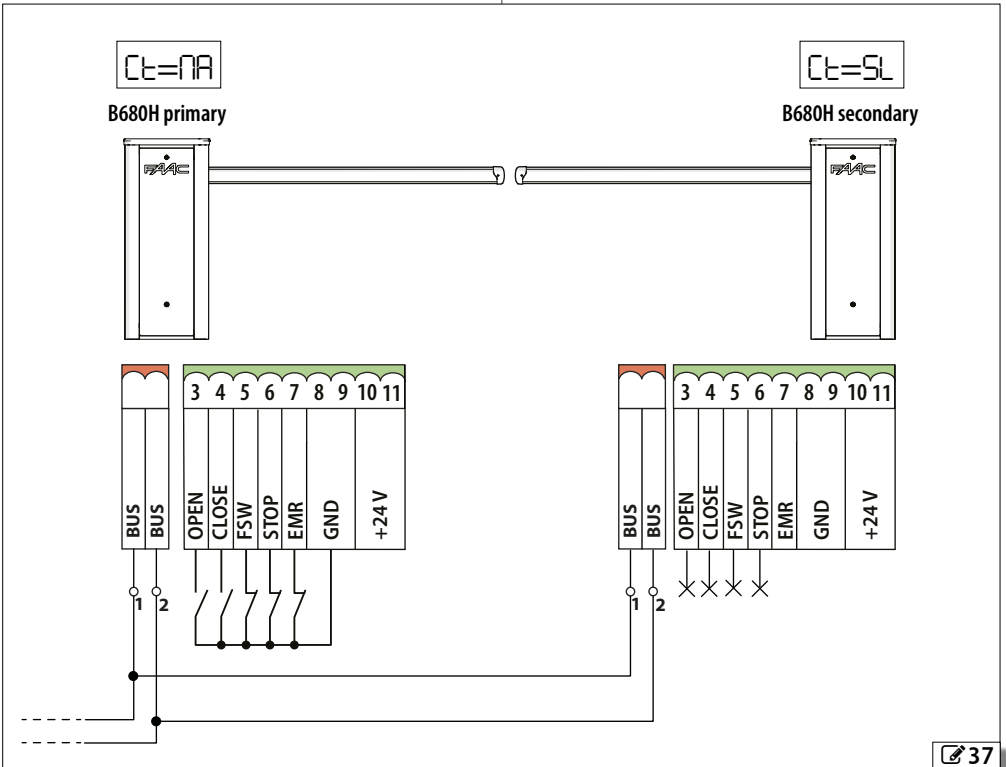 Ct=MA
Ct=SL
B680H primary
B680H secondary
FAAC
FAAC
3 4 5 6 7 8 9 10 11
3 4 5 6 7 8 9 10 11
BUS
BUS
OPEN
CLOSE
FSW
STOP
EMR
GND
+24 V
BUS
BUS
OPEN
CLOSE
FSW
STOP
EMR
GND
+24 V
1 2
1 2
37